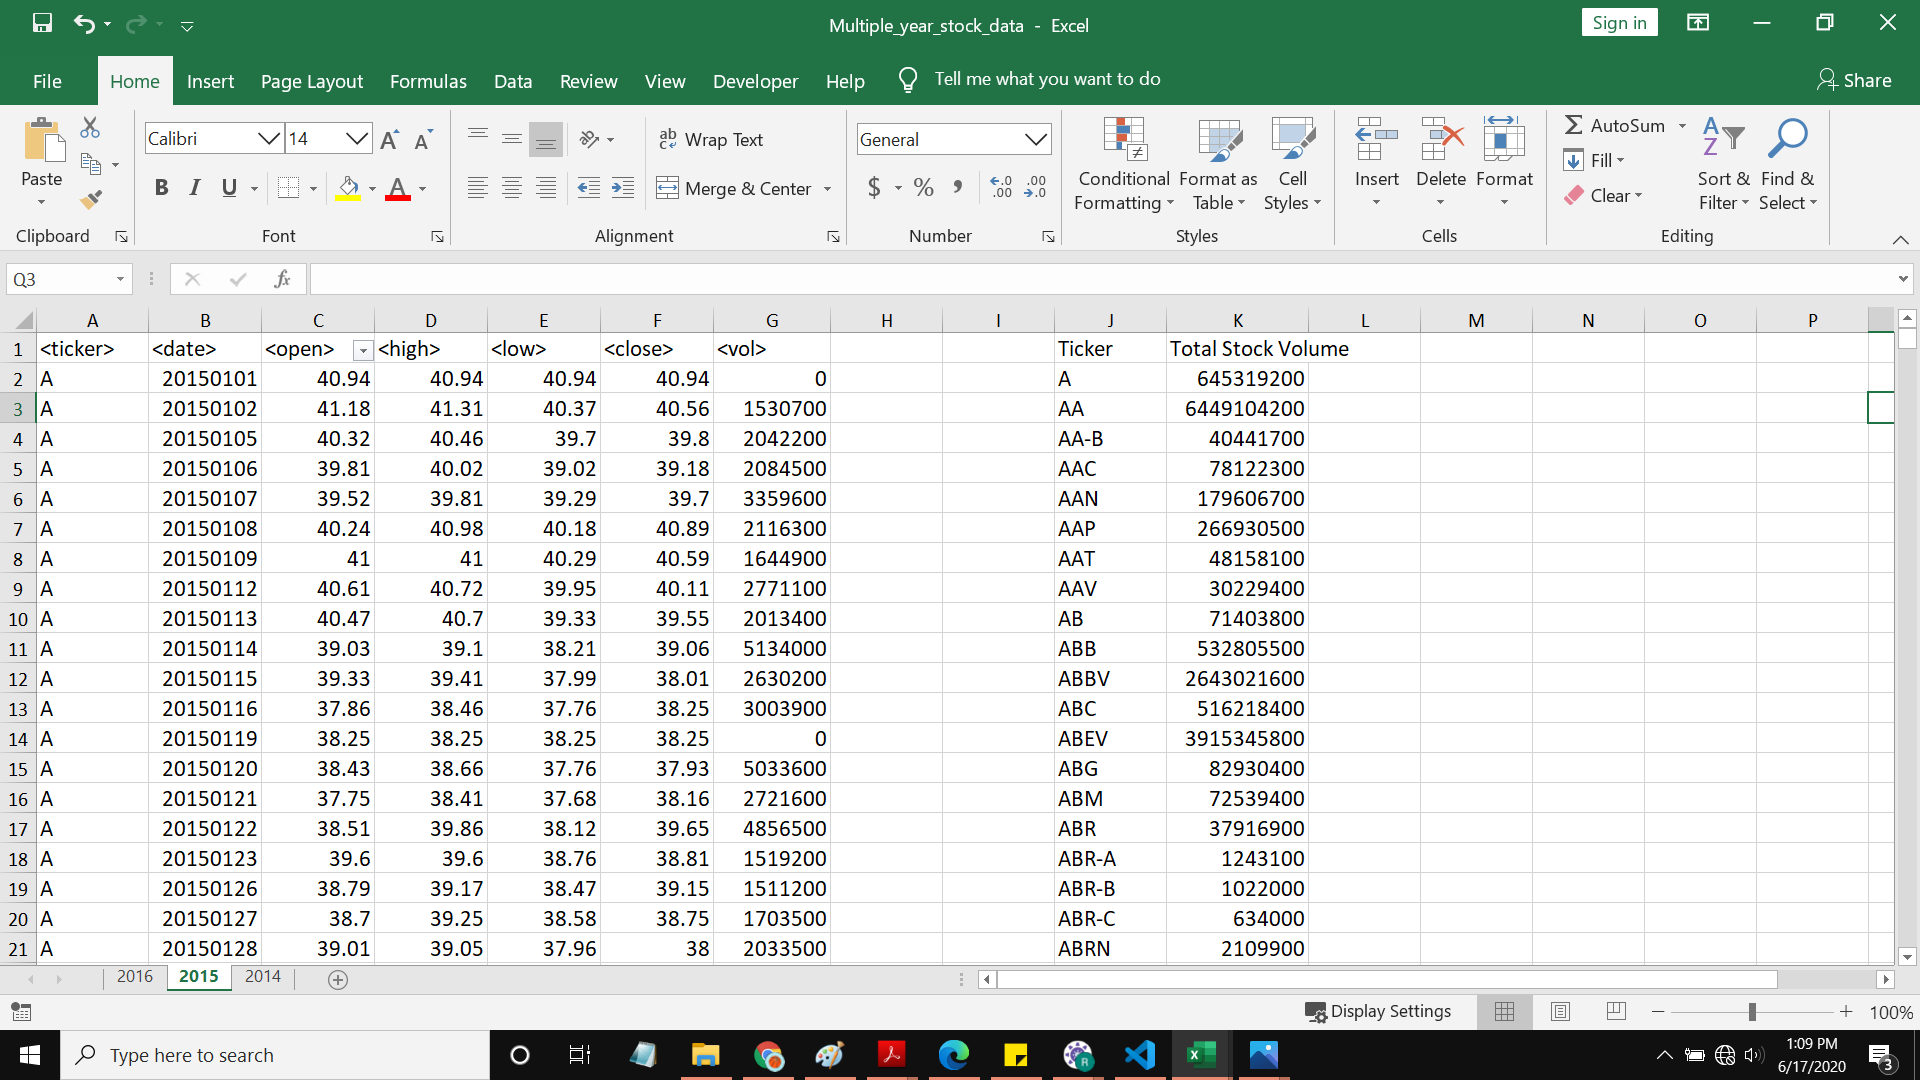 Multiple_year_stock_data - Excel
Sign in
File Home Insert Page Layout Formulas Data Review View Developer Help Tell me what you want to do Share
Paste
Clipboard
Calibri 14
B I U
Font
Wrap Text
Merge & Center
Alignment
General
$ % ,
Number
Conditional Formatting
Format as Table
Cell Styles
Styles
Insert Delete Format
Cells
AutoSum
Fill
Clear
Sort & Filter
Find & Select
Editing
Q3 fx
A B C D E F G H I J K L M N O P
1 <ticker> <date> <open> <high> <low> <close> <vol> Ticker Total Stock Volume
2 A 20150101 40.94 40.94 40.94 40.94 0 A 645319200
3 A 20150102 41.18 41.31 40.37 40.56 1530700 AA 6449104200
4 A 20150105 40.32 40.46 39.7 39.8 2042200 AA-B 40441700
5 A 20150106 39.81 40.02 39.02 39.18 2084500 AAC 78122300
6 A 20150107 39.52 39.81 39.29 39.7 3359600 AAN 179606700
7 A 20150108 40.24 40.98 40.18 40.89 2116300 AAP 266930500
8 A 20150109 41 41 40.29 40.59 1644900 AAT 48158100
9 A 20150112 40.61 40.72 39.95 40.11 2771100 AAV 30229400
10 A 20150113 40.47 40.7 39.33 39.55 2013400 AB 71403800
11 A 20150114 39.03 39.1 38.21 39.06 5134000 ABB 532805500
12 A 20150115 39.33 39.41 37.99 38.01 2630200 ABBV 2643021600
13 A 20150116 37.86 38.46 37.76 38.25 3003900 ABC 516218400
14 A 20150119 38.25 38.25 38.25 38.25 0 ABEV 3915345800
15 A 20150120 38.43 38.66 37.76 37.93 5033600 ABG 82930400
16 A 20150121 37.75 38.41 37.68 38.16 2721600 ABM 72539400
17 A 20150122 38.51 39.86 38.12 39.65 4856500 ABR 37916900
18 A 20150123 39.6 39.6 38.76 38.81 1519200 ABR-A 1243100
19 A 20150126 38.79 39.17 38.47 39.15 1511200 ABR-B 1022000
20 A 20150127 38.7 39.25 38.58 38.75 1703500 ABR-C 634000
21 A 20150128 39.01 39.05 37.96 38 2033500 ABRN 2109900
2016 2015 2014
Display Settings 100%
Type here to search
1:09 PM
6/17/2020
3